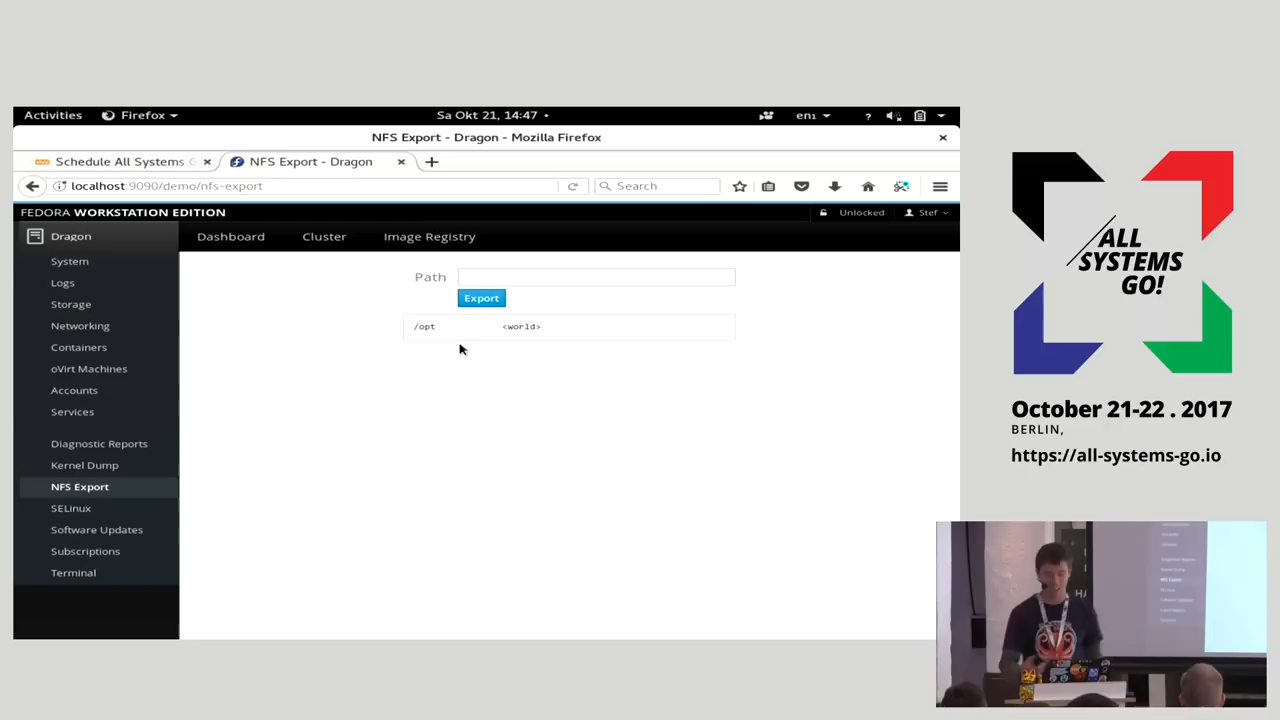 Activities
Firefox
Sa Okt 21, 14:47
en₁
?
NFS Export - Dragon - Mozilla Firefox
Schedule All Systems G
NFS Export - Dragon
localhost:9090/demo/nfs-export
Search
FEDORA WORKSTATION EDITION
Unlocked
Stef
Dragon
Dashboard
Cluster
Image Registry
System
Logs
Storage
Networking
Containers
oVirt Machines
Accounts
Services
Diagnostic Reports
Kernel Dump
NFS Export
SELinux
Software Updates
Subscriptions
Terminal
Path
Export
/opt <world>
ALL
SYSTEMS
GO!
October 21-22 . 2017
BERLIN,
https://all-systems-go.io